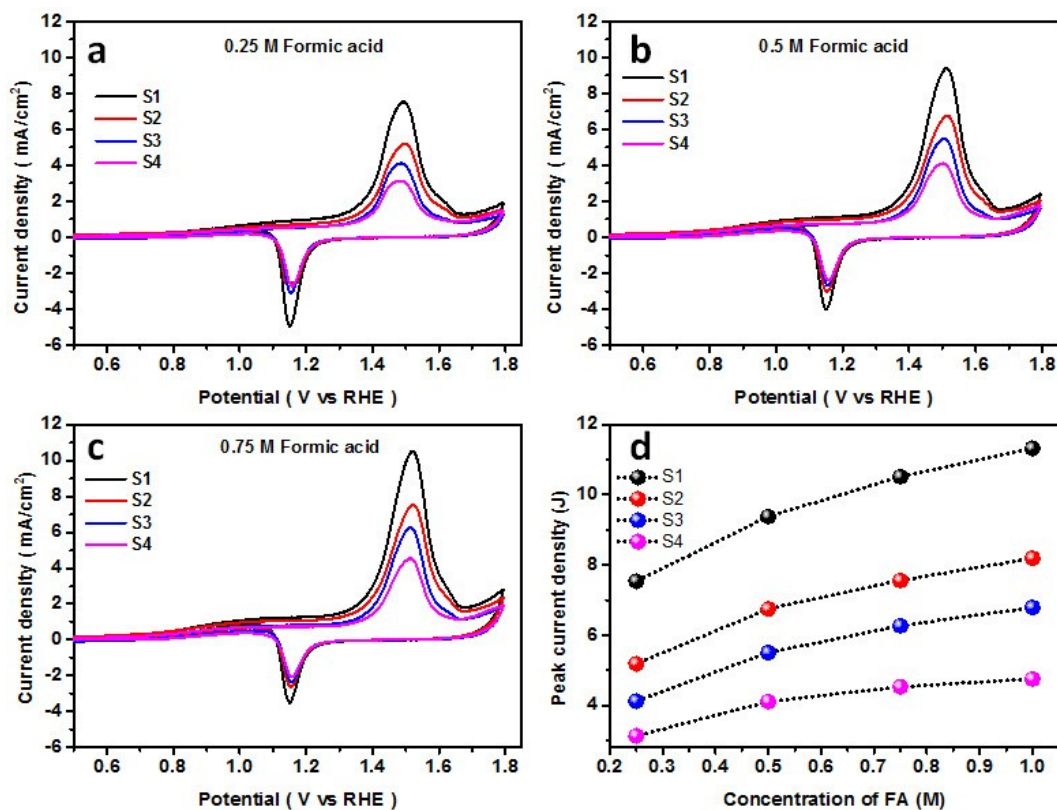 a
0.25 M Formic acid
S1
S2
S3
S4
Current density ( mA/cm²)
12
10
8
6
4
2
0
-2
-4
-6
0.6 0.8 1.0 1.2 1.4 1.6 1.8
Potential ( V vs RHE )
b
0.5 M Formic acid
S1
S2
S3
S4
Current density ( mA/cm²)
12
10
8
6
4
2
0
-2
-4
-6
0.6 0.8 1.0 1.2 1.4 1.6 1.8
Potential ( V vs RHE )
c
0.75 M Formic acid
S1
S2
S3
S4
Current density ( mA/cm²)
12
10
8
6
4
2
0
-2
-4
-6
0.6 0.8 1.0 1.2 1.4 1.6 1.8
Potential ( V vs RHE )
d
S1
S2
S3
S4
Peak current density (J)
12
10
8
6
4
0.2 0.3 0.4 0.5 0.6 0.7 0.8 0.9 1.0
Concentration of FA (M)